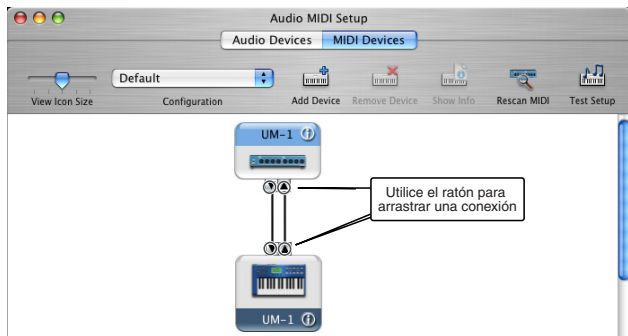 Audio MIDI Setup
Audio Devices MIDI Devices
Default
View Icon Size Configuration Add Device Remove Device Show Info Rescan MIDI Test Setup
UM-1
Utilice el ratón para
arrastrar una conexión
UM-1